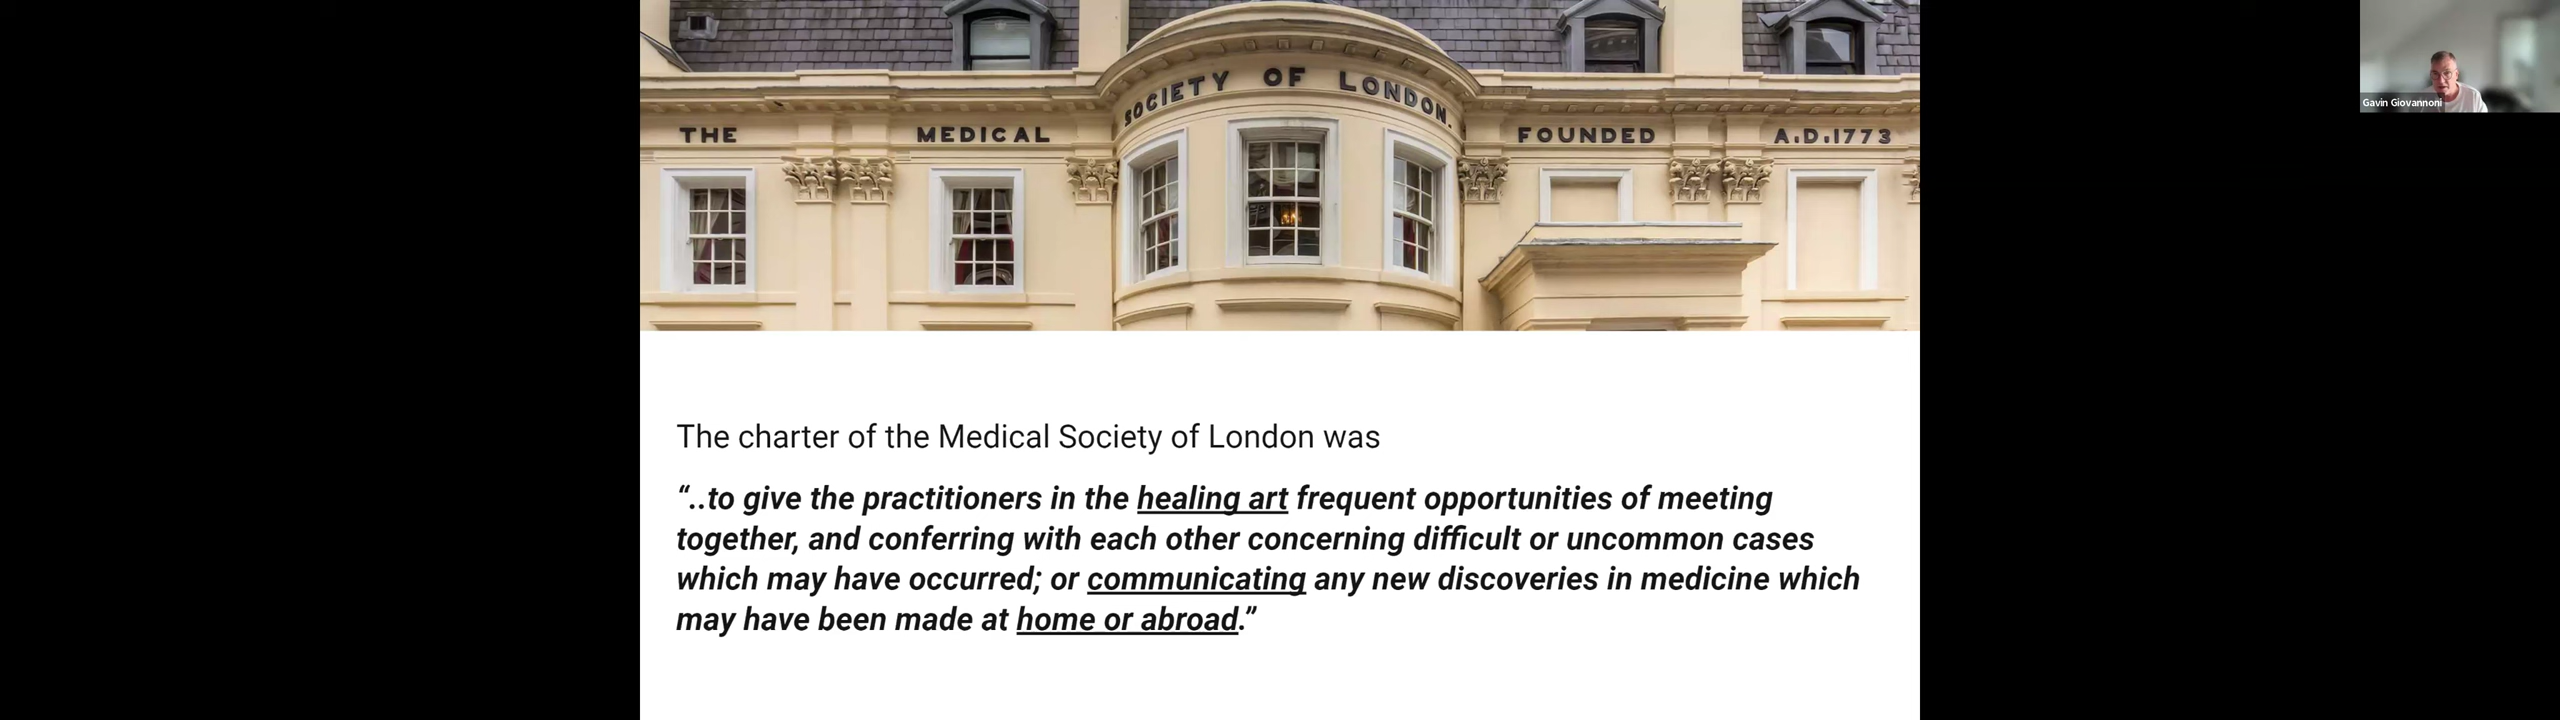 THE MEDICAL SOCIETY OF LONDON. FOUNDED A.D.1773
Gavin Giovannoni
The charter of the Medical Society of London was
“..to give the practitioners in the healing art frequent opportunities of meeting
together, and conferring with each other concerning difficult or uncommon cases
which may have occurred; or communicating any new discoveries in medicine which
may have been made at home or abroad.”